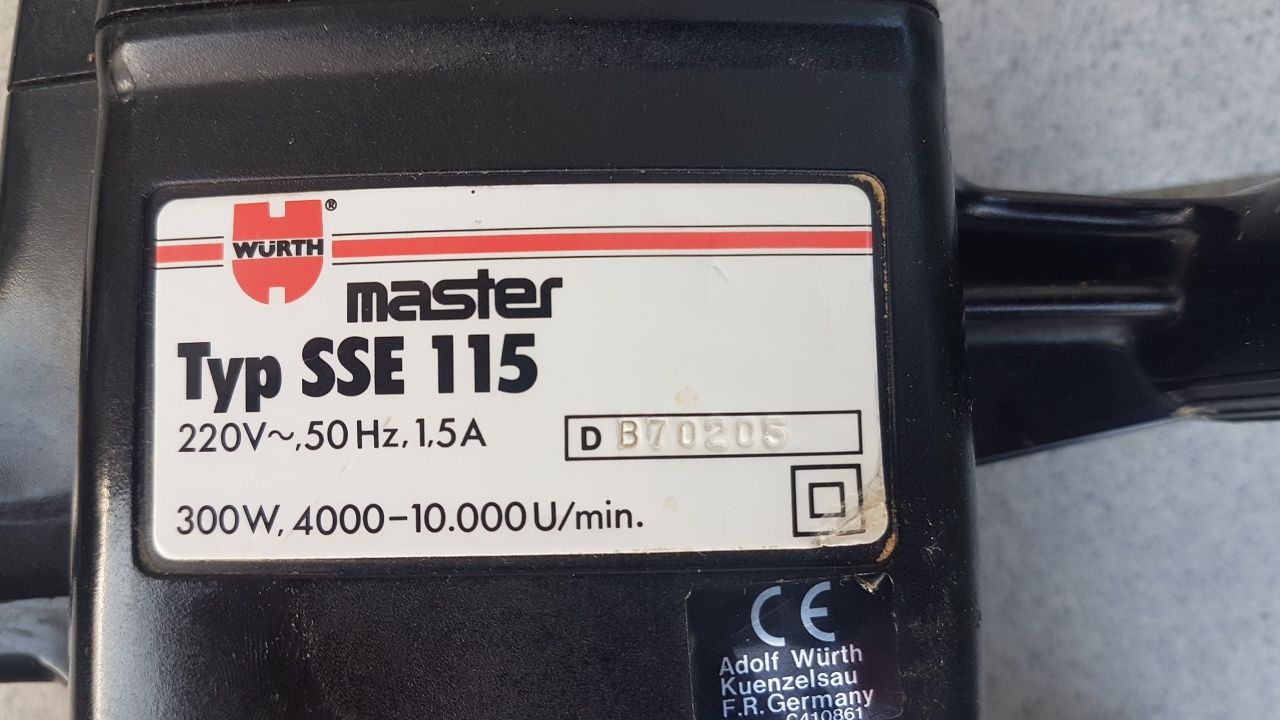 WÜRTH ®
master
Typ SSE 115
220V~, 50 Hz, 1,5A
D B70205
300W, 4000-10.000 U/min.
CE
Adolf Würth
Kuenzelsau
F.R. Germany
C410861